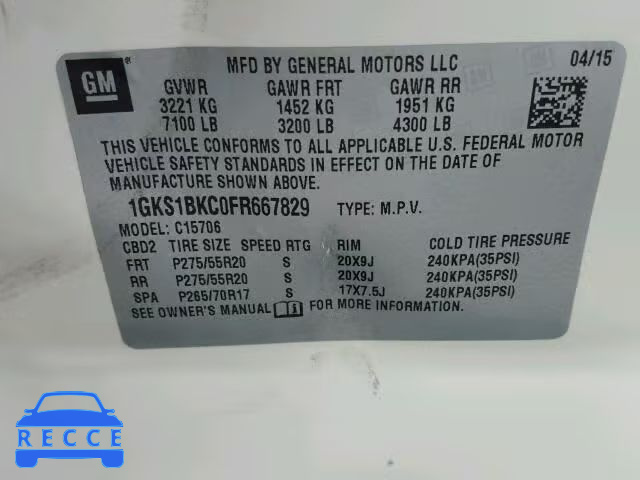 GM
MFD BY GENERAL MOTORS LLC 04/15
GVWR GAWR FRT GAWR RR
3221 KG 1452 KG 1951 KG
7100 LB 3200 LB 4300 LB
THIS VEHICLE CONFORMS TO ALL APPLICABLE U.S. FEDERAL MOTOR
VEHICLE SAFETY STANDARDS IN EFFECT ON THE DATE OF
MANUFACTURE SHOWN ABOVE.
1GKS1BKC0FR667829 TYPE: M.P.V.
MODEL: C15706
CBD2 TIRE SIZE SPEED RTG RIM COLD TIRE PRESSURE
FRT P275/55R20 S 20X9J 240KPA(35PSI)
RR P275/55R20 S 20X9J 240KPA(35PSI)
SPA P265/70R17 S 17X7.5J 240KPA(35PSI)
SEE OWNER'S MANUAL FOR MORE INFORMATION.
RECCE